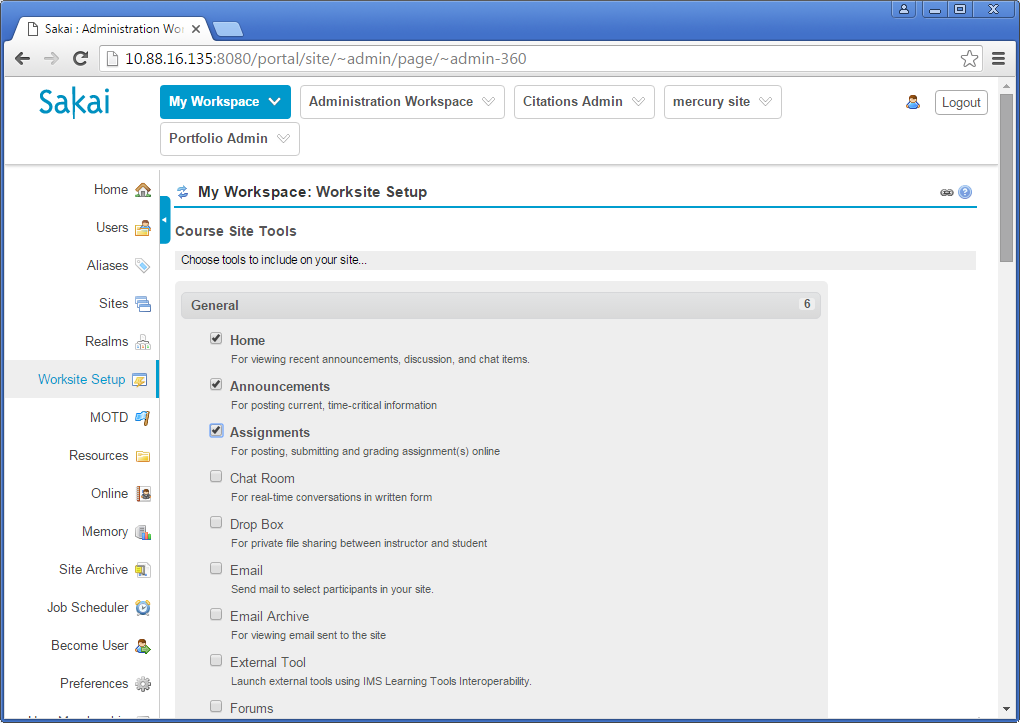 Sakai : Administration Wo
10.88.16.135:8080/portal/site/~admin/page/~admin-360
Sakai
My Workspace
Administration Workspace
Citations Admin
mercury site
Logout
Portfolio Admin
Home
Users
Aliases
Sites
Realms
Worksite Setup
MOTD
Resources
Online
Memory
Site Archive
Job Scheduler
Become User
Preferences
My Workspace: Worksite Setup
?
Course Site Tools
Choose tools to include on your site...
General
6
Home
For viewing recent announcements, discussion, and chat items.
Announcements
For posting current, time-critical information
Assignments
For posting, submitting and grading assignment(s) online
Chat Room
For real-time conversations in written form
Drop Box
For private file sharing between instructor and student
Email
Send mail to select participants in your site.
Email Archive
For viewing email sent to the site
External Tool
Launch external tools using IMS Learning Tools Interoperability.
Forums